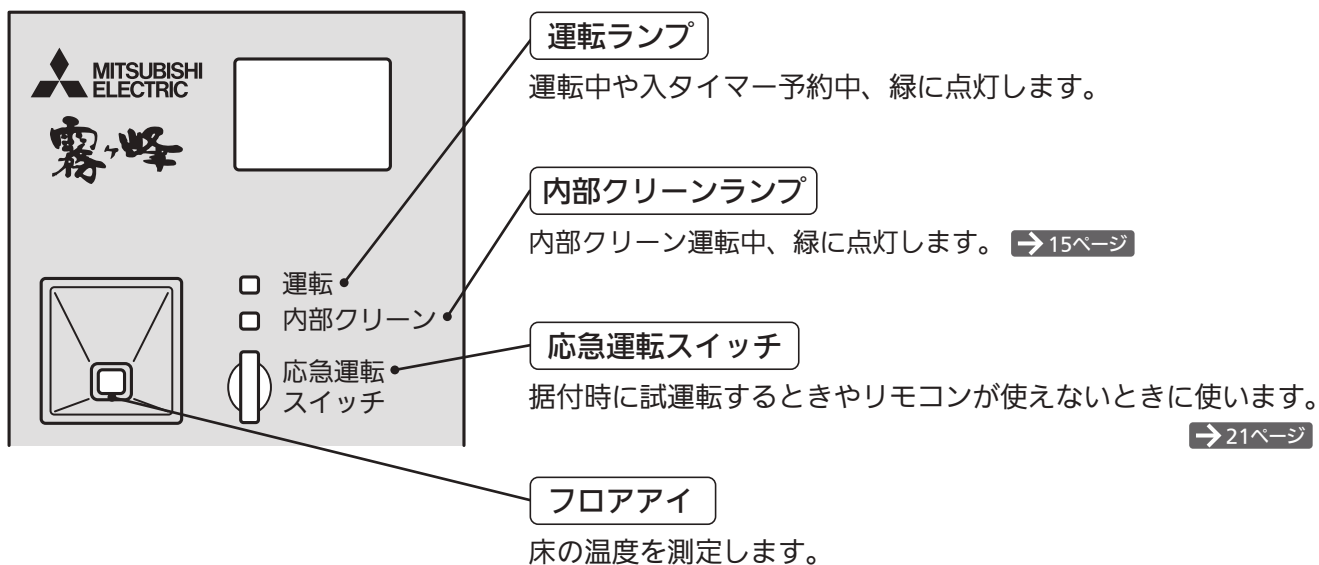 MITSUBISHI
ELECTRIC
霧ヶ峰
運転
内部クリーン
応急運転
スイッチ
運転ランプ
運転中や入タイマー予約中、緑に点灯します。
内部クリーンランプ
内部クリーン運転中、緑に点灯します。 →15ページ
応急運転スイッチ
据付時に試運転するときやリモコンが使えないときに使います。
→21ページ
フロアアイ
床の温度を測定します。